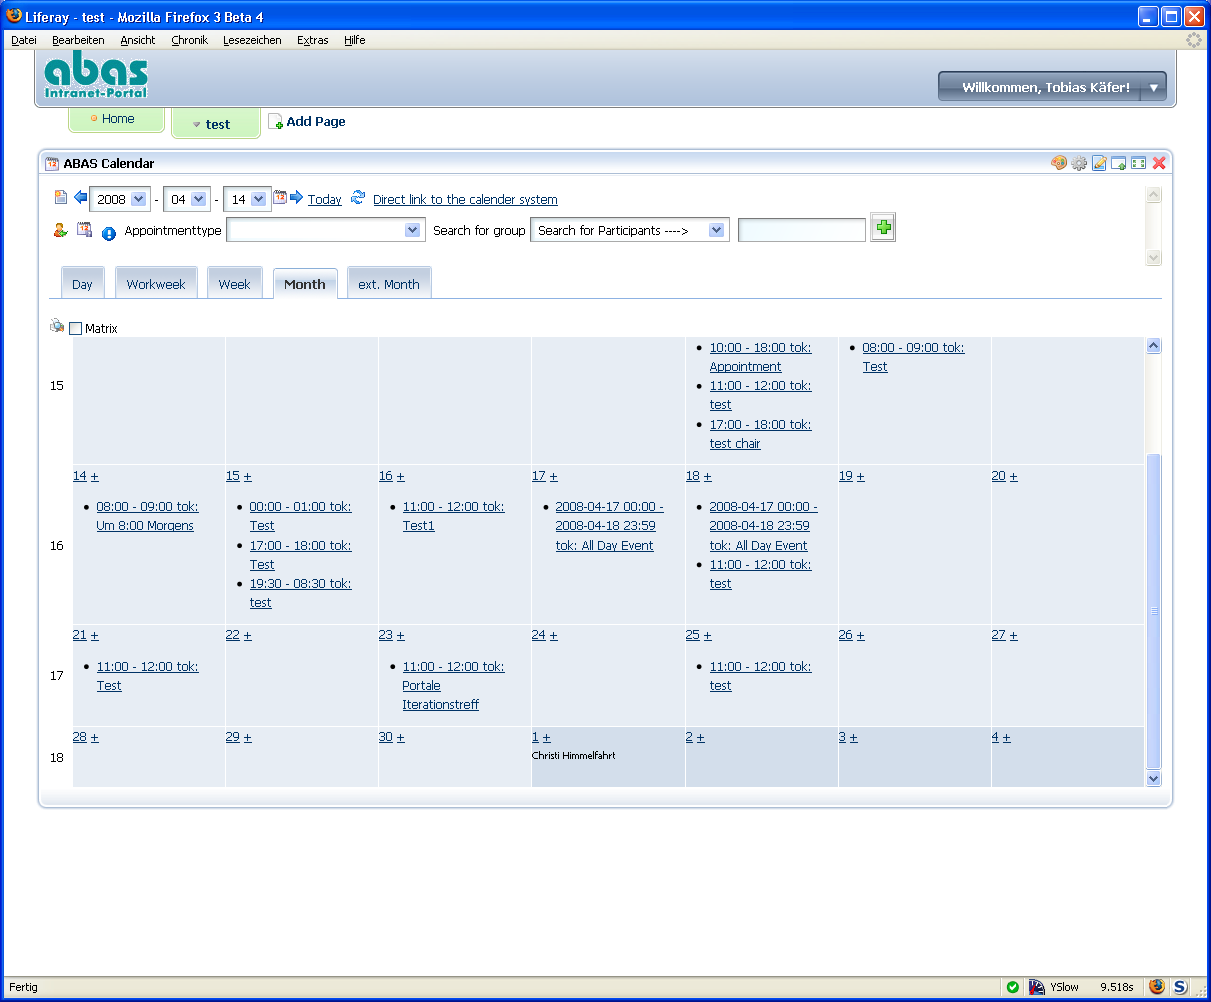 Liferay - test - Mozilla Firefox 3 Beta 4
Datei Bearbeiten Ansicht Chronik Lesezeichen Extras Hilfe
abas
Intranet-Portal
Willkommen, Tobias Käfer!
Home
test
Add Page
12 ABAS Calendar
2008 - 04 - 14 12 Today Direct link to the calender system
12 Appointmenttype Search for group Search for Participants ---->
Day Workweek Week Month ext. Month
Matrix
15
10:00 - 18:00 tok:
Appointment
11:00 - 12:00 tok:
test
17:00 - 18:00 tok:
test chair
08:00 - 09:00 tok:
Test
16
14 +
08:00 - 09:00 tok:
Um 8:00 Morgens
15 +
00:00 - 01:00 tok:
Test
17:00 - 18:00 tok:
Test
19:30 - 08:30 tok:
test
16 +
11:00 - 12:00 tok:
Test1
17 +
2008-04-17 00:00 -
2008-04-18 23:59
tok: All Day Event
18 +
2008-04-17 00:00 -
2008-04-18 23:59
tok: All Day Event
11:00 - 12:00 tok:
test
19 +
20 +
17
21 +
11:00 - 12:00 tok:
Test
22 +
23 +
11:00 - 12:00 tok:
Portale
Iterationstreff
24 +
25 +
11:00 - 12:00 tok:
test
26 +
27 +
18
28 +
29 +
30 +
1 +
Christi Himmelfahrt
2 +
3 +
4 +
Fertig
YSlow 9.518s S